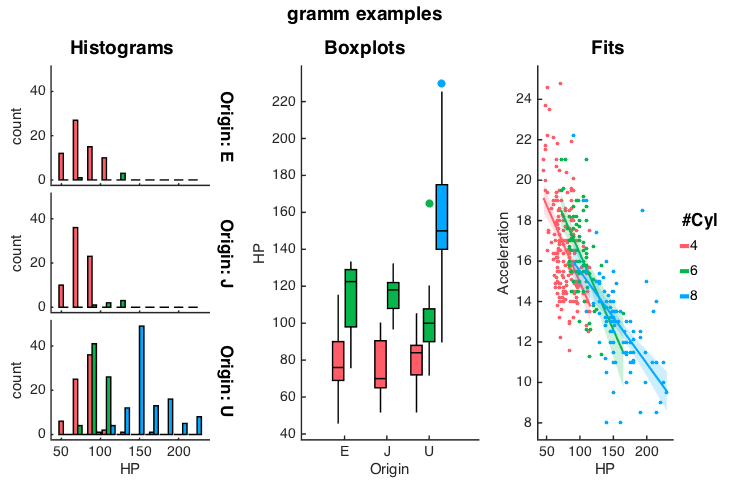 gramm examples
Histograms
count
40
20
0
Origin: E
count
40
20
0
Origin: J
count
40
20
0
Origin: U
50 100 150 200
HP
Boxplots
HP
220
200
180
160
140
120
100
80
60
40
E J U
Origin
Fits
Acceleration
24
22
20
18
16
14
12
10
8
50 100 150 200
HP
#Cyl
4
6
8